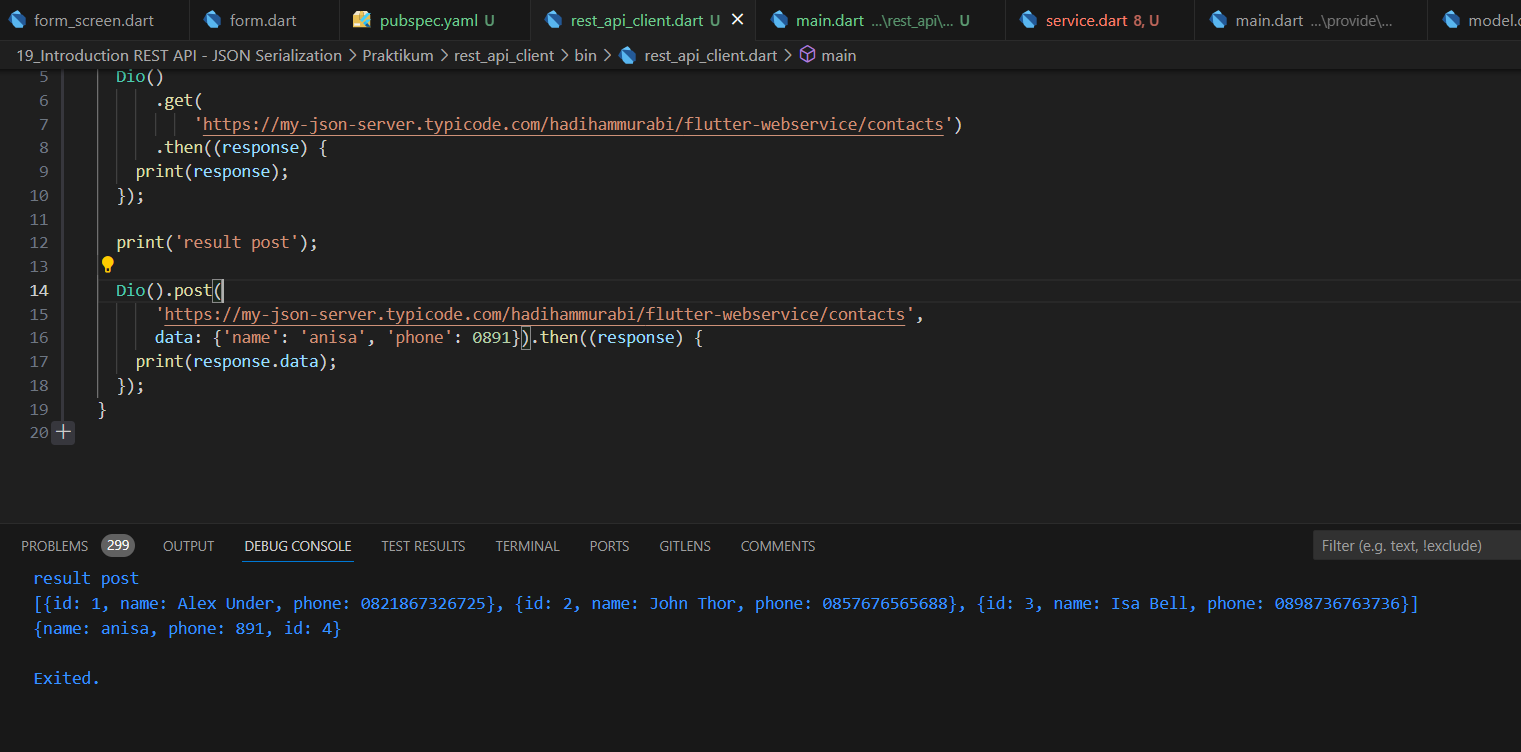 form_screen.dart form.dart pubspec.yaml U rest_api_client.dart U main.dart ...\rest_api\... U service.dart 8, U main.dart ...\provide\...
19_Introduction REST API - JSON Serialization > Praktikum > rest_api_client > bin > rest_api_client.dart > main
5 Dio()
6 .get(
7 'https://my-json-server.typicode.com/hadihammurabi/flutter-webservice/contacts')
8 .then((response) {
9 print(response);
10 });
11
12 print('result post');
13
14 Dio().post(
15 'https://my-json-server.typicode.com/hadihammurabi/flutter-webservice/contacts',
16 data: {'name': 'anisa', 'phone': 0891}).then((response) {
17 print(response.data);
18 });
19 }
20
PROBLEMS 299 OUTPUT DEBUG CONSOLE TEST RESULTS TERMINAL PORTS GITLENS COMMENTS Filter (e.g. text, !exclude)
result post
[{id: 1, name: Alex Under, phone: 0821867326725}, {id: 2, name: John Thor, phone: 0857676565688}, {id: 3, name: Isa Bell, phone: 0898736763736}]
{name: anisa, phone: 891, id: 4}
Exited.